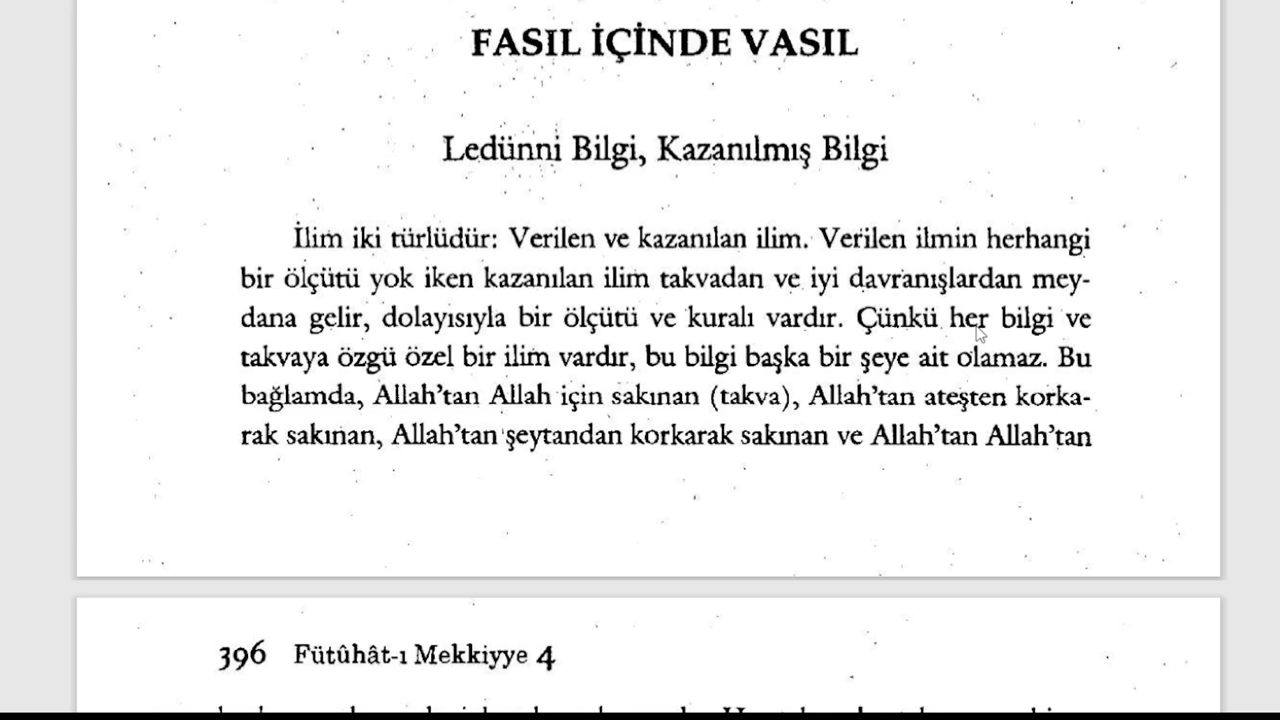 FASIL İÇİNDE VASIL
Ledünni Bilgi, Kazanılmış Bilgi
İlim iki türlüdür: Verilen ve kazanılan ilim. Verilen ilmin herhangi
bir ölçütü yok iken kazanılan ilim takvadan ve iyi davranışlardan mey-
dana gelir, dolayısıyla bir ölçütü ve kuralı vardır. Çünkü her bilgi ve
takvaya özgü özel bir ilim vardır, bu bilgi başka bir şeye ait olamaz. Bu
bağlamda, Allah'tan Allah için sakınan (takva), Allah'tan ateşten korka-
rak sakınan, Allah'tan şeytandan korkarak sakınan ve Allah'tan Allah'tan
396 Fütûhât-ı Mekkiyye 4